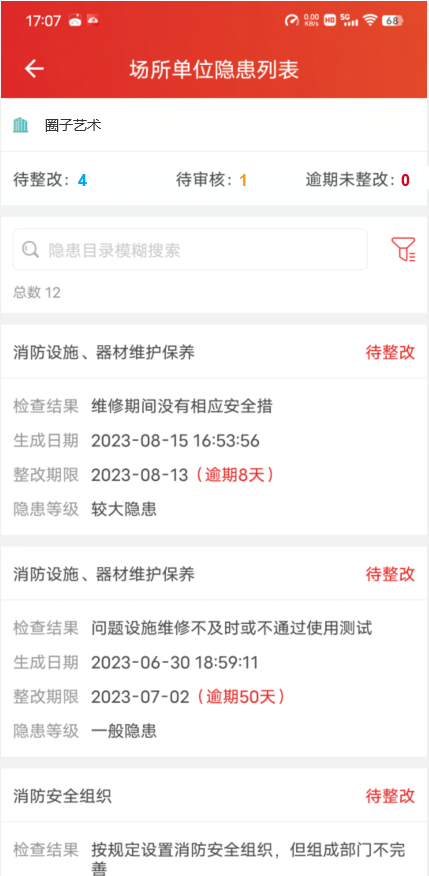 17:07 0.00 KB/s HD 5G 68
场所单位隐患列表
圈子艺术
待整改：4 待审核：1 逾期未整改：0
隐患目录模糊搜索
总数 12
消防设施、器材维护保养 待整改
检查结果 维修期间没有相应安全措
生成日期 2023-08-15 16:53:56
整改期限 2023-08-13（逾期8天）
隐患等级 较大隐患
消防设施、器材维护保养 待整改
检查结果 问题设施维修不及时或不通过使用测试
生成日期 2023-06-30 18:59:11
整改期限 2023-07-02（逾期50天）
隐患等级 一般隐患
消防安全组织 待整改
检查结果 按规定设置消防安全组织，但组成部门不完
善